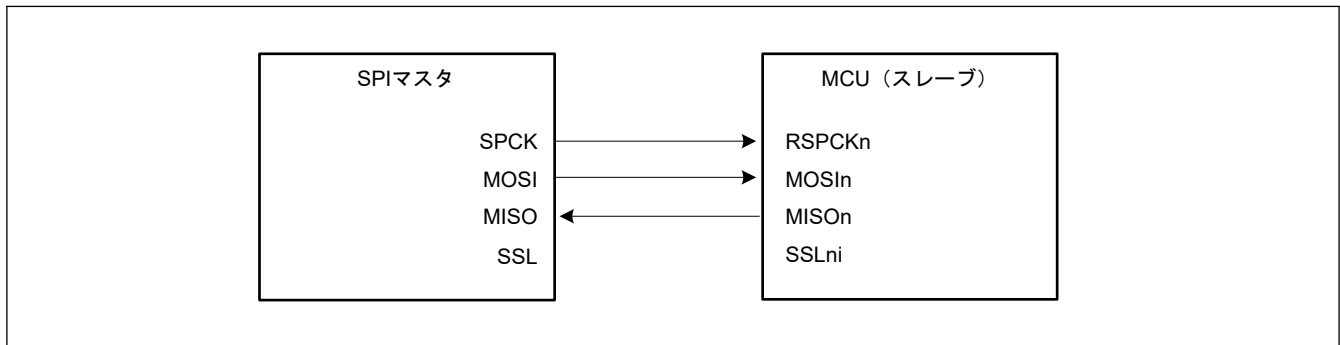 SPIマスタ
MCU（スレーブ）
SPCK
RSPCKn
MOSI
MOSIn
MISO
MISOn
SSL
SSLni